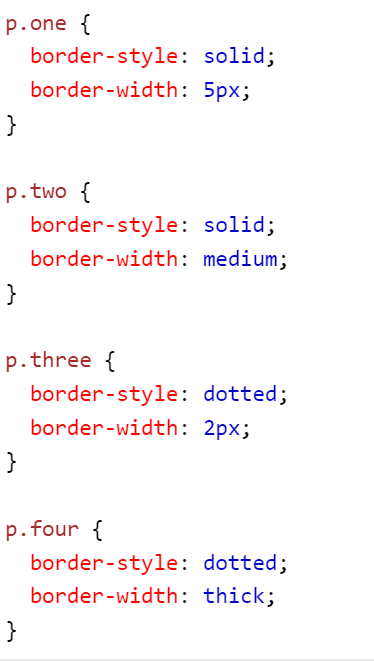 p.one {
  border-style: solid;
  border-width: 5px;
}

p.two {
  border-style: solid;
  border-width: medium;
}

p.three {
  border-style: dotted;
  border-width: 2px;
}

p.four {
  border-style: dotted;
  border-width: thick;
}